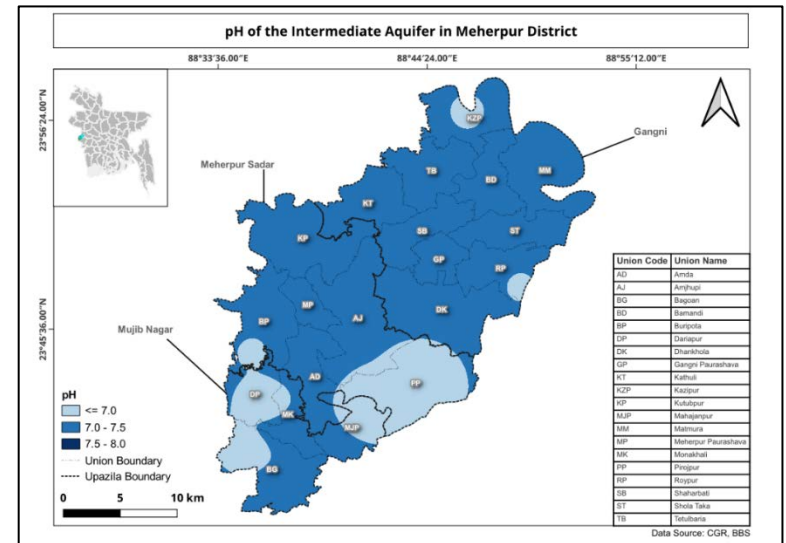 pH of the Intermediate Aquifer in Meherpur District
88°33'36.00"E 88°44'24.00"E 88°55'12.00"E
23°56'24.00"N
23°45'36.00"N
KZP
Gangni
Meherpur Sadar
TB
BD
MM
KT
KP
SB
ST
GP
RP
MP
AJ
DK
BP
Mujib Nagar
AD
PP
DP
MK
MJP
BG
pH
<= 7.0
7.0 - 7.5
7.5 - 8.0
Union Boundary
Upazila Boundary
0 5 10 km
Union Code Union Name
AD Amda
AJ Amjhupi
BG Bagoan
BD Bamandi
BP Buripota
DP Dariapur
DK Dhankhola
GP Gangni Paurashava
KT Kathuli
KZP Kazipur
KP Kutubpur
MJP Mahajanpur
MM Matmura
MP Meherpur Paurashava
MK Monakhali
PP Pirojpur
RP Roypur
SB Shaharbati
ST Shola Taka
TB Tetulbaria
Data Source: CGR, BBS